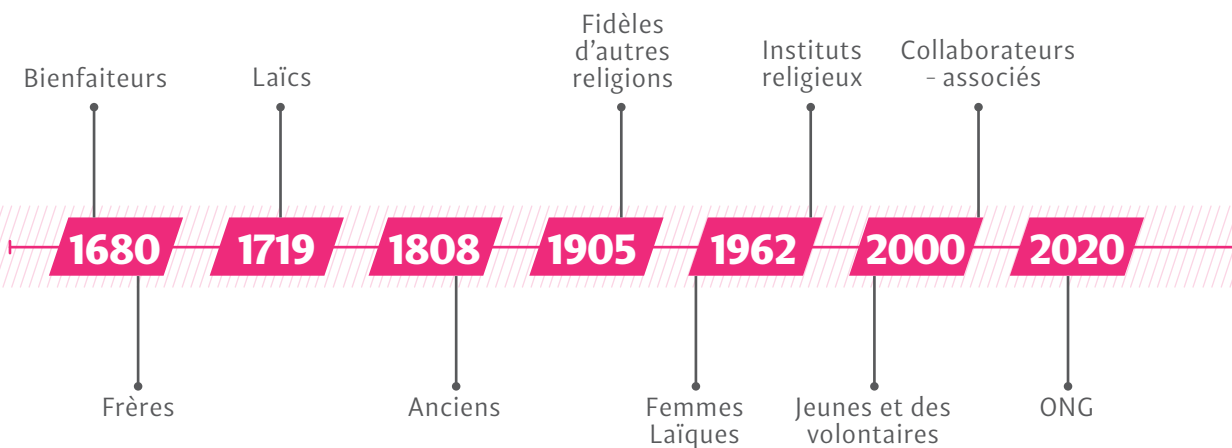 Bienfaiteurs
Laïcs
Fidèles
d’autres
religions
Instituts
religieux
Collaborateurs
- associés
1680
1719
1808
1905
1962
2000
2020
Frères
Anciens
Femmes
Laïques
Jeunes et des
volontaires
ONG